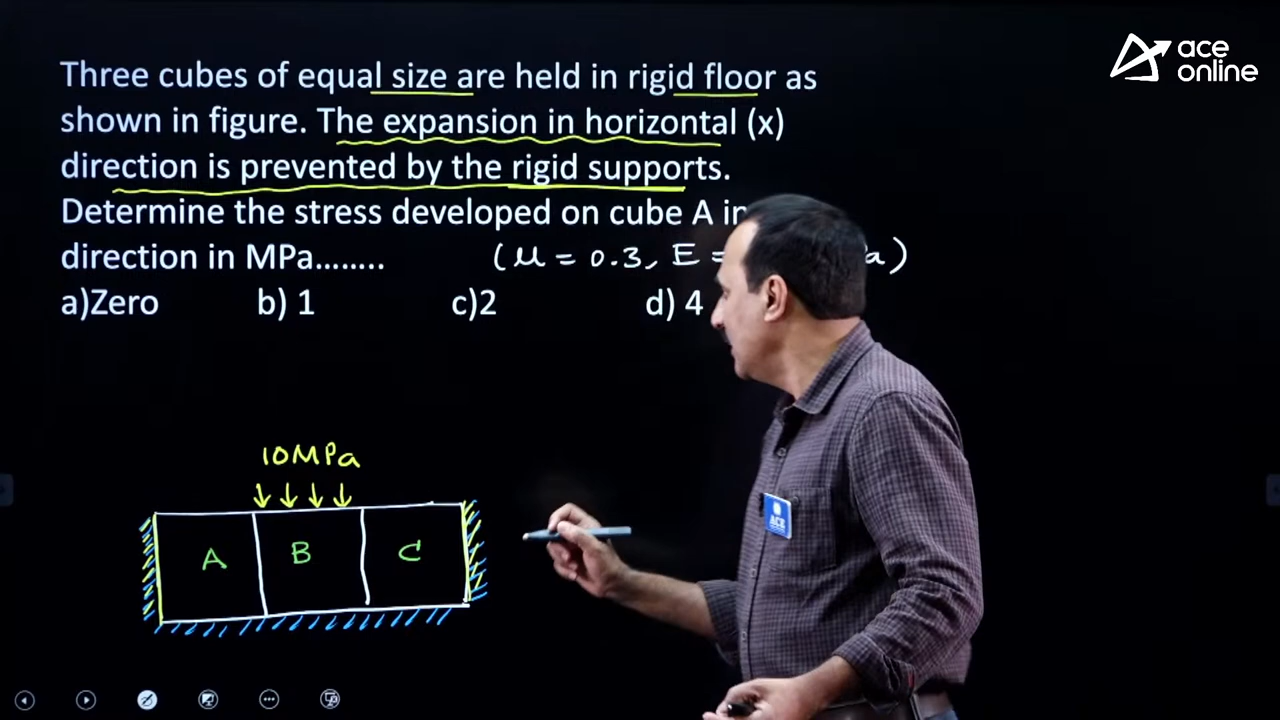 ace
online
Three cubes of equal size are held in rigid floor as
shown in figure. The expansion in horizontal (x)
direction is prevented by the rigid supports.
Determine the stress developed on cube A
direction in MPa........ (μ = 0.3, E =
a)Zero b) 1 c)2 d) 4
10MPa
A B C
ACE